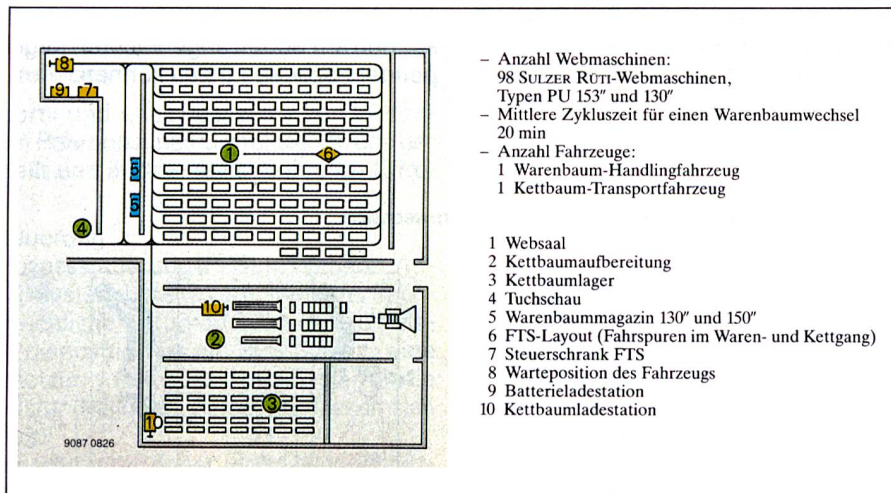 8
9
7
1
6
5
5
4
10
2
3
10
9087 0826
– Anzahl Webmaschinen:
98 SULZER RÜTI-Webmaschinen,
Typen PU 153″ und 130″
– Mittlere Zykluszeit für einen Warenbaumwechsel
20 min
– Anzahl Fahrzeuge:
1 Warenbaum-Handlingfahrzeug
1 Kettbaum-Transportfahrzeug
1 Websaal
2 Kettbaumaufbereitung
3 Kettbaumlager
4 Tuchschau
5 Warenbaummagazin 130″ und 150″
6 FTS-Layout (Fahrspuren im Waren- und Kettgang)
7 Steuerschrank FTS
8 Warteposition des Fahrzeugs
9 Batterieladestation
10 Kettbaumladestation